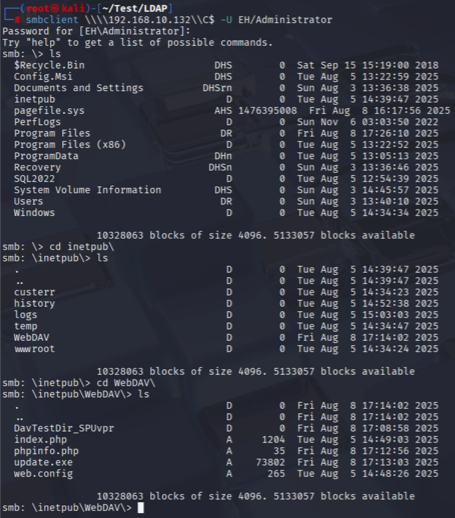 ┌──(root㉿kali)-[~/Test/LDAP]
└─# smbclient \\\\192.168.10.132\\C$ -U EH/Administrator
Password for [EH\Administrator]:
Try "help" to get a list of possible commands.
smb: \> ls
  $Recycle.Bin                      DHS        0  Sat Sep 15 15:19:00 2018
  Config.Msi                        DHS        0  Tue Aug  5 13:22:59 2025
  Documents and Settings          DHSrn        0  Sun Aug  3 13:36:38 2025
  inetpub                             D        0  Tue Aug  5 14:39:47 2025
  pagefile.sys                      AHS 1476395008  Fri Aug  8 16:17:56 2025
  PerfLogs                            D        0  Sun Nov  6 03:03:50 2022
  Program Files                      DR        0  Fri Aug  8 17:26:10 2025
  Program Files (x86)                 D        0  Tue Aug  5 13:22:52 2025
  ProgramData                       DHn        0  Tue Aug  5 13:05:13 2025
  Recovery                         DHSn        0  Sun Aug  3 13:36:46 2025
  SQL2022                             D        0  Tue Aug  5 12:54:39 2025
  System Volume Information         DHS        0  Sun Aug  3 14:45:57 2025
  Users                              DR        0  Sun Aug  3 13:40:10 2025
  Windows                             D        0  Tue Aug  5 14:34:34 2025
10328063 blocks of size 4096. 5133057 blocks available
smb: \> cd inetpub\
smb: \inetpub\> ls
  .                                   D        0  Tue Aug  5 14:39:47 2025
  ..                                  D        0  Tue Aug  5 14:39:47 2025
  custerr                             D        0  Tue Aug  5 14:34:23 2025
  history                             D        0  Tue Aug  5 14:52:38 2025
  logs                                D        0  Tue Aug  5 15:03:03 2025
  temp                                D        0  Tue Aug  5 14:34:47 2025
  WebDAV                              D        0  Fri Aug  8 17:14:02 2025
  wwwroot                             D        0  Tue Aug  5 14:34:24 2025
10328063 blocks of size 4096. 5133057 blocks available
smb: \inetpub\> cd WebDAV\
smb: \inetpub\WebDAV\> ls
  .                                   D        0  Fri Aug  8 17:14:02 2025
  ..                                  D        0  Fri Aug  8 17:14:02 2025
  DavTestDir_SPUvpr                   D        0  Fri Aug  8 17:08:58 2025
  index.php                           A     1204  Tue Aug  5 14:49:03 2025
  phpinfo.php                         A       35  Fri Aug  8 17:12:56 2025
  update.exe                          A    73802  Fri Aug  8 17:13:03 2025
  web.config                          A      265  Tue Aug  5 14:48:26 2025
10328063 blocks of size 4096. 5133057 blocks available
smb: \inetpub\WebDAV\>